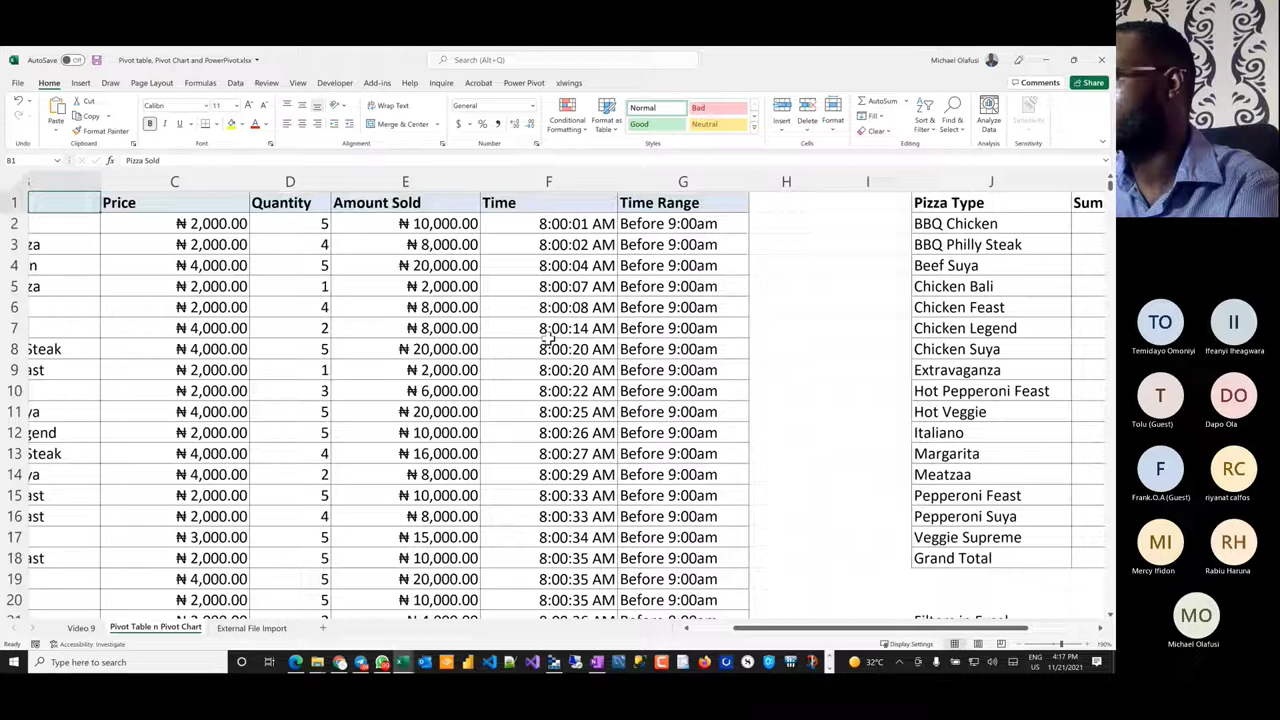 AutoSave Off Pivot table, Pivot Chart and PowerPivot.xlsx Search (Alt+Q) Michael Olafusi
File Home Insert Draw Page Layout Formulas Data Review View Developer Add-ins Help Inquire Acrobat Power Pivot xlwings Comments Share
Paste Cut Copy Format Painter Calibri 11 Wrap Text Merge & Center General Conditional Formatting Format as Table Normal Bad Good Neutral Insert Delete Format AutoSum Fill Clear Sort & Filter Find & Select Analyze Data Sensitivity
Undo Clipboard Font Alignment Number Styles Cells Editing Analysis Sensitivity
B1 Pizza Sold
C D E F G H I J
1 Price Quantity Amount Sold Time Time Range Pizza Type Sum
2 ₦ 2,000.00 5 ₦ 10,000.00 8:00:01 AM Before 9:00am BBQ Chicken
3 za ₦ 2,000.00 4 ₦ 8,000.00 8:00:02 AM Before 9:00am BBQ Philly Steak
4 n ₦ 4,000.00 5 ₦ 20,000.00 8:00:04 AM Before 9:00am Beef Suya
5 za ₦ 2,000.00 1 ₦ 2,000.00 8:00:07 AM Before 9:00am Chicken Bali
6 ₦ 2,000.00 4 ₦ 8,000.00 8:00:08 AM Before 9:00am Chicken Feast
7 ₦ 4,000.00 2 ₦ 8,000.00 8:00:14 AM Before 9:00am Chicken Legend
8 Steak ₦ 4,000.00 5 ₦ 20,000.00 8:00:20 AM Before 9:00am Chicken Suya
9 ast ₦ 2,000.00 1 ₦ 2,000.00 8:00:20 AM Before 9:00am Extravaganza
10 ₦ 2,000.00 3 ₦ 6,000.00 8:00:22 AM Before 9:00am Hot Pepperoni Feast
11 ya ₦ 4,000.00 5 ₦ 20,000.00 8:00:25 AM Before 9:00am Hot Veggie
12 gend ₦ 2,000.00 5 ₦ 10,000.00 8:00:26 AM Before 9:00am Italiano
13 Steak ₦ 4,000.00 4 ₦ 16,000.00 8:00:27 AM Before 9:00am Margarita
14 ya ₦ 4,000.00 2 ₦ 8,000.00 8:00:29 AM Before 9:00am Meatzaa
15 ast ₦ 2,000.00 5 ₦ 10,000.00 8:00:33 AM Before 9:00am Pepperoni Feast
16 ast ₦ 2,000.00 4 ₦ 8,000.00 8:00:33 AM Before 9:00am Pepperoni Suya
17 ₦ 3,000.00 5 ₦ 15,000.00 8:00:34 AM Before 9:00am Veggie Supreme
18 ast ₦ 2,000.00 5 ₦ 10,000.00 8:00:35 AM Before 9:00am Grand Total
19 ₦ 4,000.00 5 ₦ 20,000.00 8:00:35 AM Before 9:00am
20 ₦ 2,000.00 5 ₦ 10,000.00 8:00:35 AM Before 9:00am
Video 9 Pivot Table n Pivot Chart External File Import
Ready Accessibility: Investigate Display Settings 190%
Type here to search 32°C ENG US 4:17 PM 11/21/2021
TO II
Temidayo Omoniyi Ifeanyi Iheagwara
T DO
Tolu (Guest) Dapo Ola
F RC
Frank.O.A (Guest) riyanat calfos
MI RH
Mercy Ifidon Rabiu Haruna
MO
Michael Olafusi